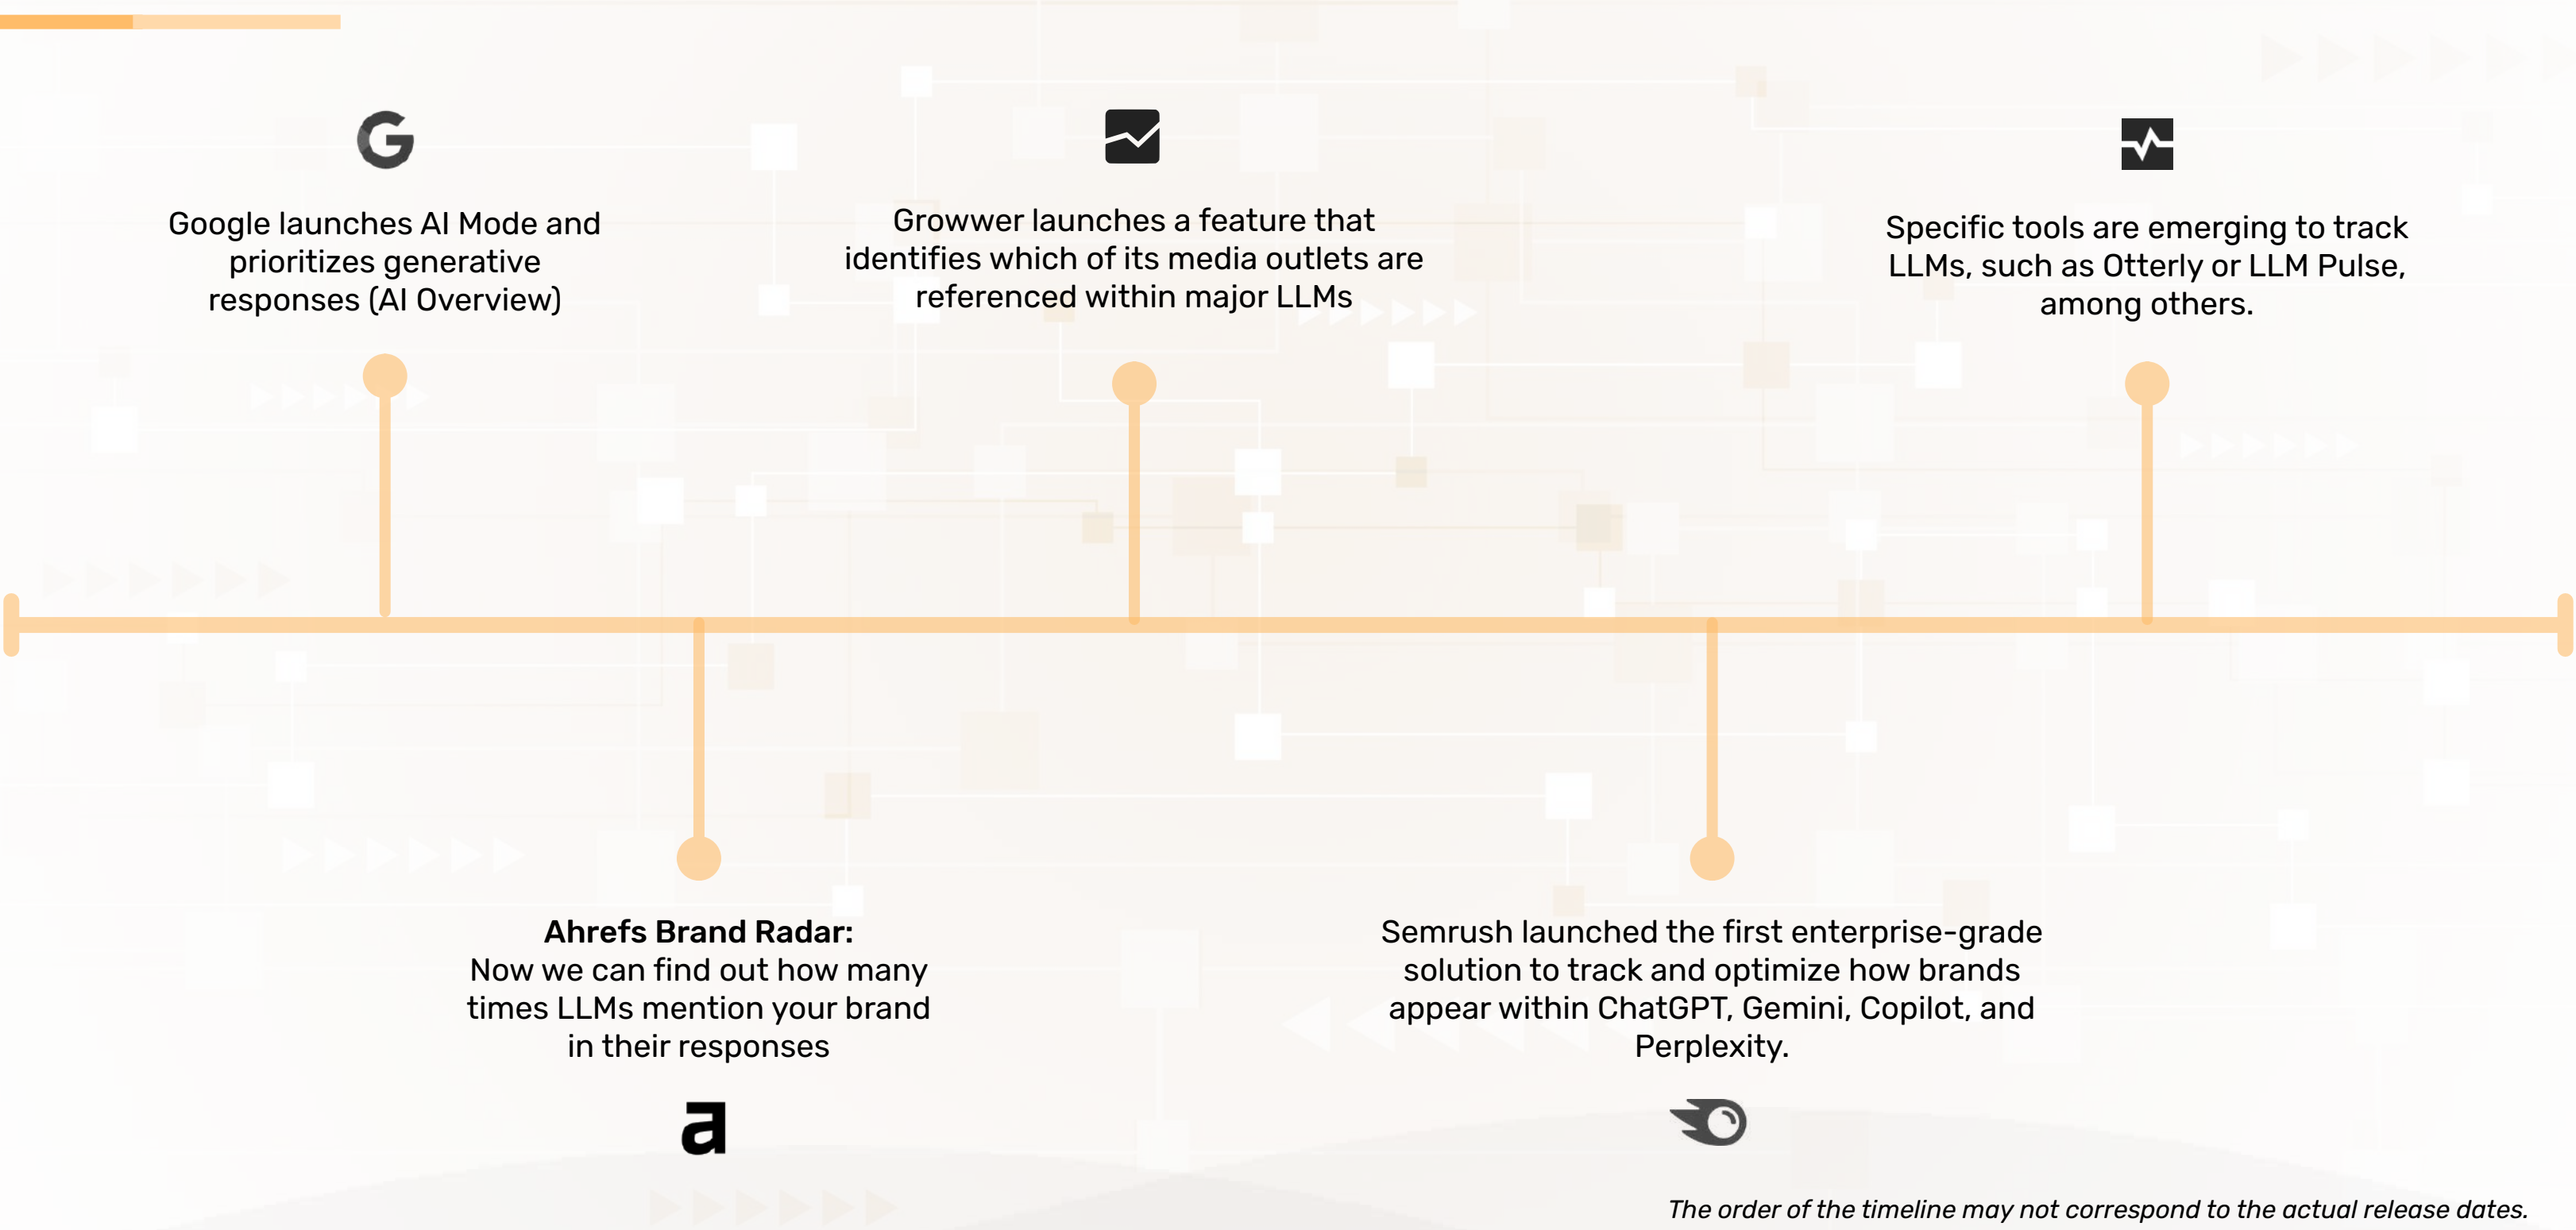 Google launches AI Mode and
prioritizes generative
responses (AI Overview)
Ahrefs Brand Radar:
Now we can find out how many
times LLMs mention your brand
in their responses
Growwer launches a feature that
identifies which of its media outlets are
referenced within major LLMs
Semrush launched the first enterprise-grade
solution to track and optimize how brands
appear within ChatGPT, Gemini, Copilot, and
Perplexity.
Specific tools are emerging to track
LLMs, such as Otterly or LLM Pulse,
among others.
The order of the timeline may not correspond to the actual release dates.